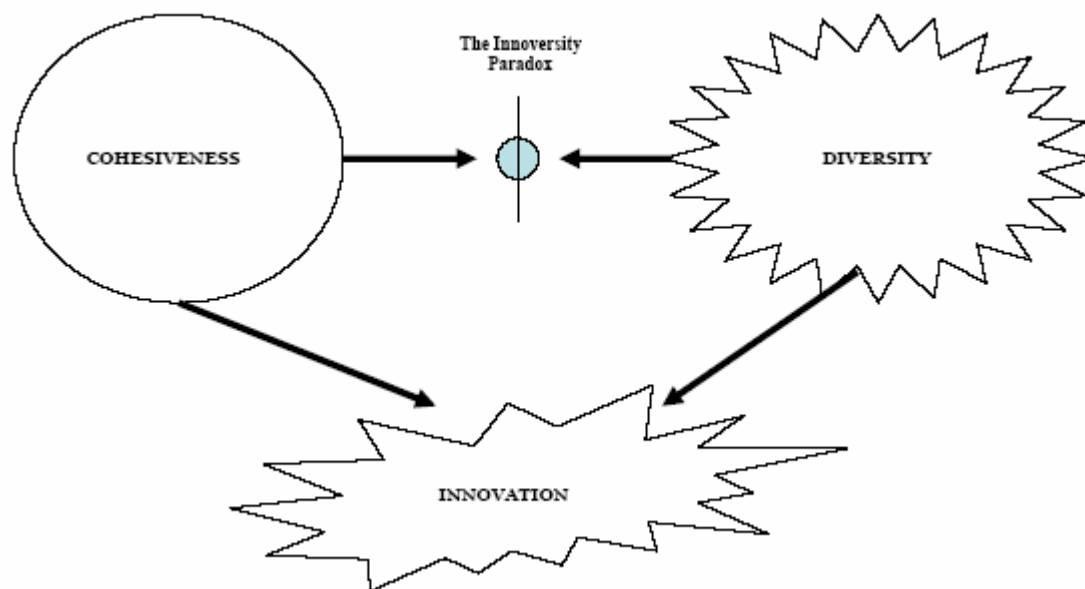 The Innoversity
Paradox
COHESIVENESS
DIVERSITY
INNOVATION